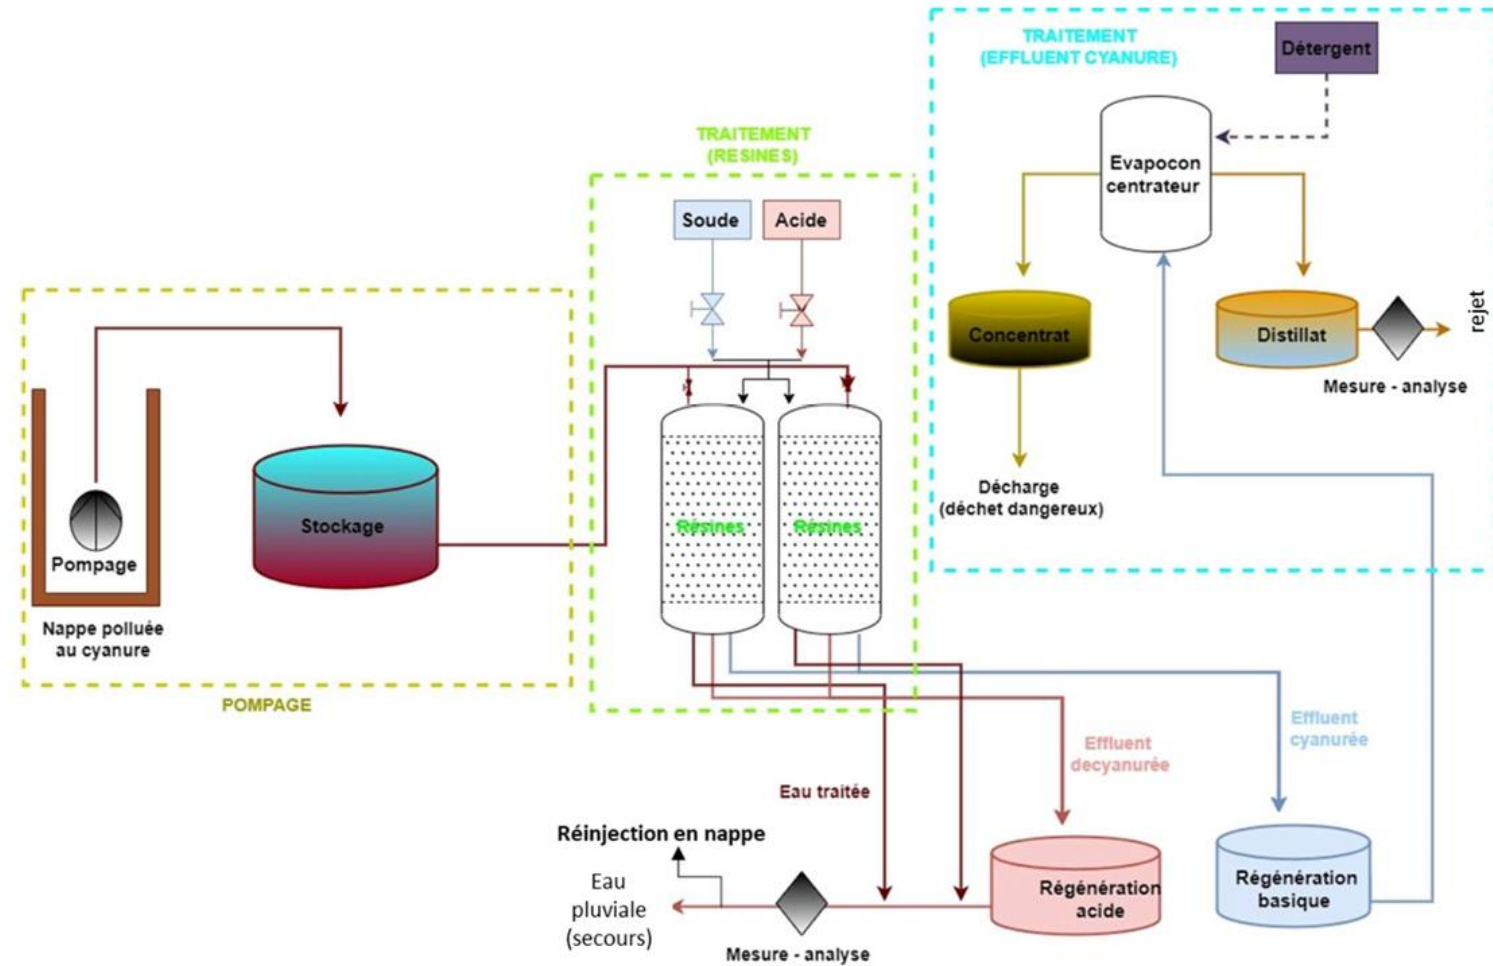 TRAITEMENT
(EFFLUENT CYANURE)
Détergent
Evapocon
centrateur
Concentrat
Distillat
rejet
Mesure - analyse
Décharge
(déchet dangereux)
TRAITEMENT
(RESINES)
Soude
Acide
Résines
Résines
Pompage
Stockage
Nappe polluée
au cyanure
POMPAGE
Effluent
cyanurée
Effluent
decyanurée
Eau traitée
Réinjection en nappe
Eau
pluviale
(secours)
Mesure - analyse
Régénération
acide
Régénération
basique